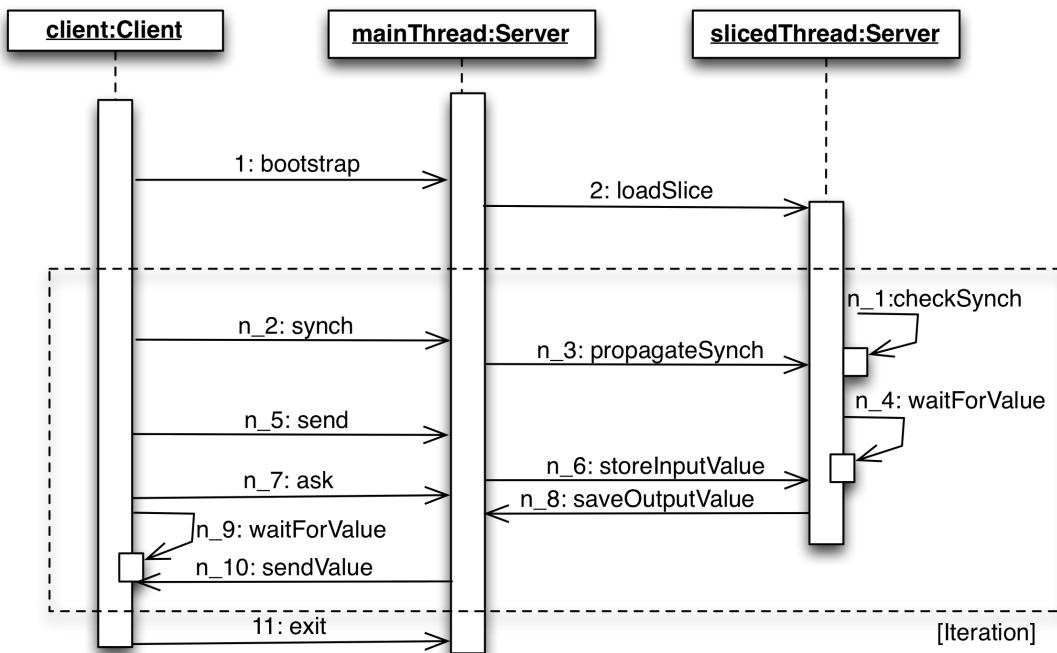 client:Client
mainThread:Server
slicedThread:Server
1: bootstrap
2: loadSlice
n_1:checkSynch
n_2: synch
n_3: propagateSynch
n_4: waitForValue
n_5: send
n_6: storeInputValue
n_7: ask
n_8: saveOutputValue
n_9: waitForValue
n_10: sendValue
11: exit
[Iteration]